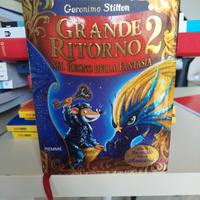 Geronimo Stilton
GRANDE
RITORNO 2
NEL REGNO DELLA FANTASIA
PIEMME